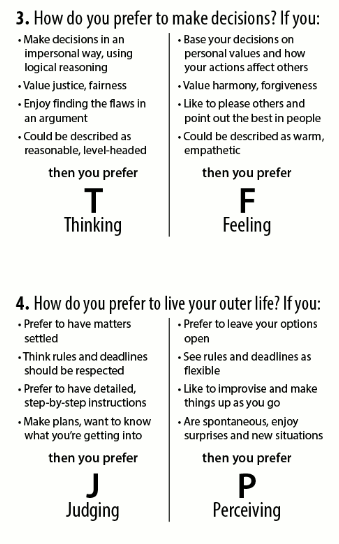 3. How do you prefer to make decisions? If you:
• Make decisions in an
impersonal way, using
logical reasoning
• Value justice, fairness
• Enjoy finding the flaws in
an argument
• Could be described as
reasonable, level-headed
then you prefer
T
Thinking
• Base your decisions on
personal values and how
your actions affect others
• Value harmony, forgiveness
• Like to please others and
point out the best in people
• Could be described as warm,
empathetic
then you prefer
F
Feeling
4. How do you prefer to live your outer life? If you:
• Prefer to have matters
settled
• Think rules and deadlines
should be respected
• Prefer to have detailed,
step-by-step instructions
• Make plans, want to know
what you're getting into
then you prefer
J
Judging
• Prefer to leave your options
open
• See rules and deadlines as
flexible
• Like to improvise and make
things up as you go
• Are spontaneous, enjoy
surprises and new situations
then you prefer
P
Perceiving